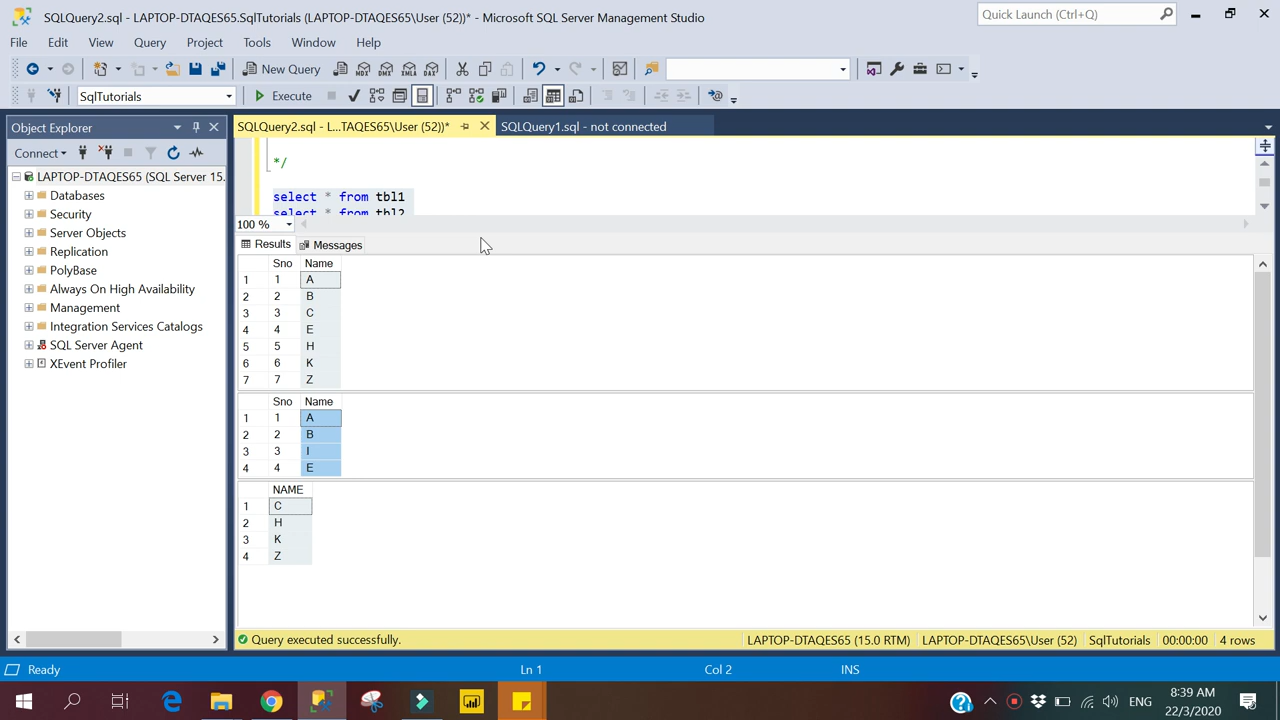 SQLQuery2.sql - LAPTOP-DTAQES65.SqlTutorials (LAPTOP-DTAQES65\User (52))* - Microsoft SQL Server Management Studio
Quick Launch (Ctrl+Q)
File Edit View Query Project Tools Window Help
New Query
MDX DMX XMLA DAX
SqlTutorials
Execute
Object Explorer
SQLQuery2.sql - L...TAQES65\User (52))*
SQLQuery1.sql - not connected
Connect
LAPTOP-DTAQES65 (SQL Server 15.
Databases
Security
Server Objects
Replication
PolyBase
Always On High Availability
Management
Integration Services Catalogs
SQL Server Agent
XEvent Profiler
*/
select * from tbl1
select * from tbl2
100 %
Results Messages
Sno Name
1 1 A
2 2 B
3 3 C
4 4 E
5 5 H
6 6 K
7 7 Z
Sno Name
1 1 A
2 2 B
3 3 I
4 4 E
NAME
1 C
2 H
3 K
4 Z
Query executed successfully.
LAPTOP-DTAQES65 (15.0 RTM) LAPTOP-DTAQES65\User (52) SqlTutorials 00:00:00 4 rows
Ready Ln 1 Col 2 INS
ENG
8:39 AM
22/3/2020